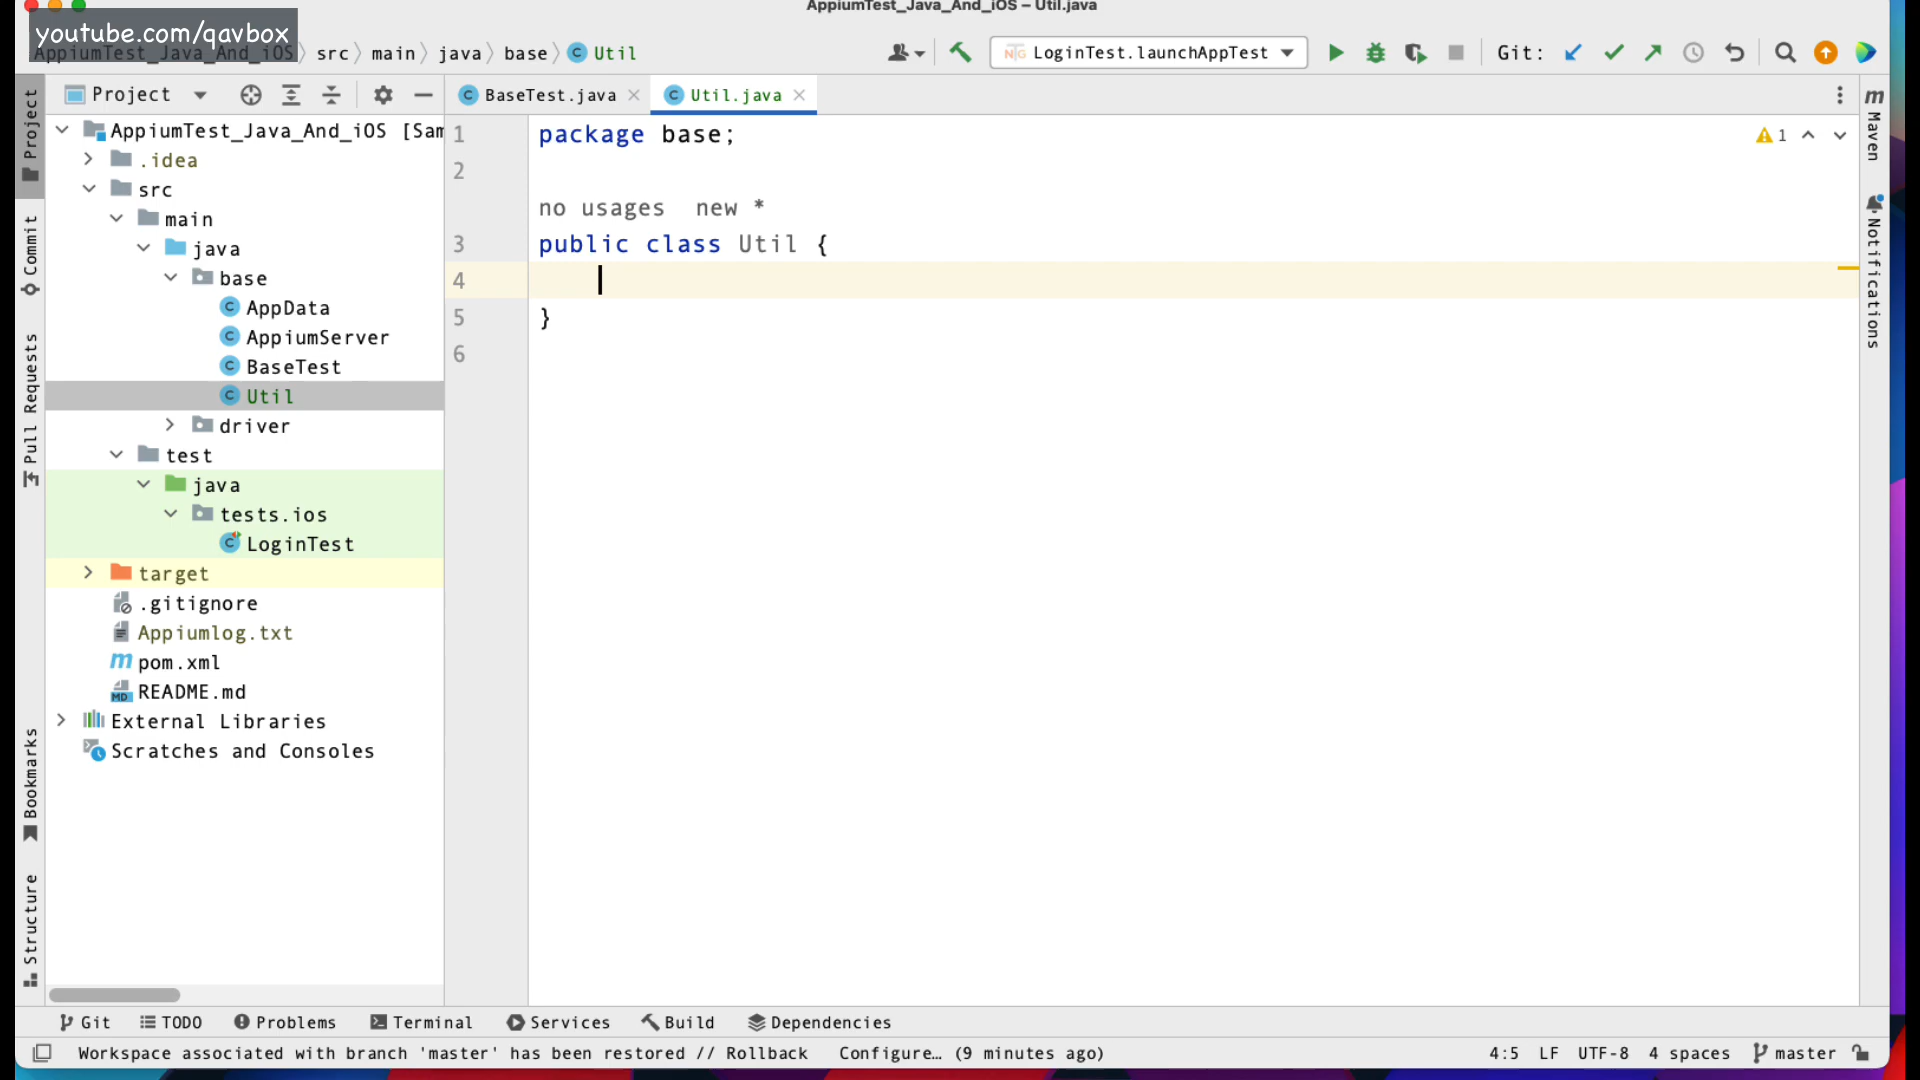 AppiumTest_Java_And_iOS – Util.java
youtube.com/qavbox
AppiumTest_Java_And_iOS > src > main > java > base > Util
LoginTest.launchAppTest
Git:
Project
BaseTest.java
Util.java
AppiumTest_Java_And_iOS [Sam
.idea
src
main
java
base
AppData
AppiumServer
BaseTest
Util
driver
test
java
tests.ios
LoginTest
target
.gitignore
Appiumlog.txt
pom.xml
README.md
External Libraries
Scratches and Consoles
1 package base;
2
no usages new *
3 public class Util {
4
5 }
6
1
Project
Commit
Pull Requests
Bookmarks
Structure
Maven
Notifications
Git
TODO
Problems
Terminal
Services
Build
Dependencies
Workspace associated with branch 'master' has been restored // Rollback Configure... (9 minutes ago)
4:5 LF UTF-8 4 spaces master